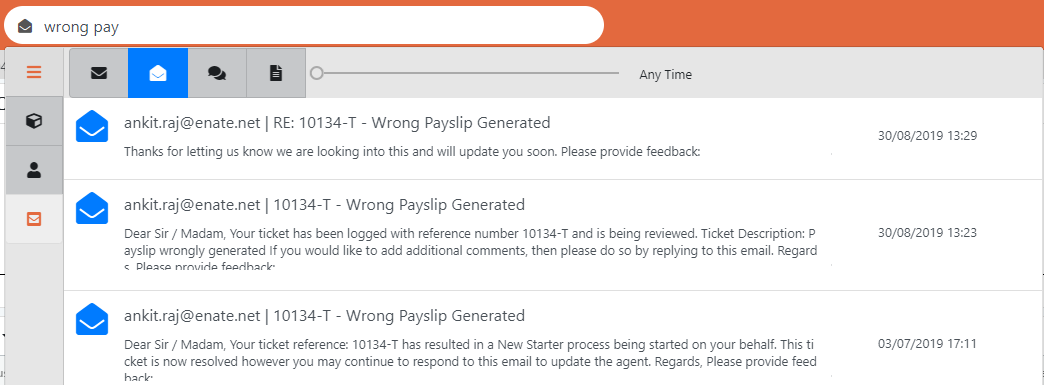 wrong pay
Any Time
ankit.raj@enate.net | RE: 10134-T - Wrong Payslip Generated
30/08/2019 13:29
Thanks for letting us know we are looking into this and will update you soon. Please provide feedback:
ankit.raj@enate.net | 10134-T - Wrong Payslip Generated
Dear Sir / Madam, Your ticket has been logged with reference number 10134-T and is being reviewed. Ticket Description: P
30/08/2019 13:23
ayslip wrongly generated If you would like to add additional comments, then please do so by replying to this email. Regard
s, Please provide feedback:
ankit.raj@enate.net | 10134-T - Wrong Payslip Generated
Dear Sir / Madam, Your ticket reference: 10134-T has resulted in a New Starter process being started on your behalf. This ti
03/07/2019 17:11
cket is now resolved however you may continue to respond to this email to update the agent. Regards, Please provide feed
back: